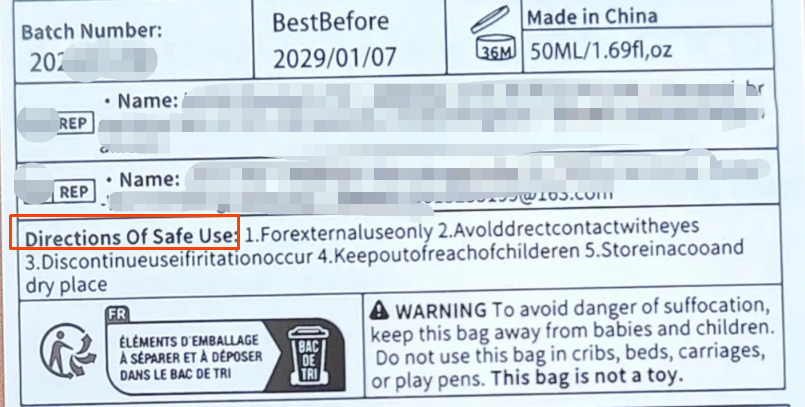 Batch Number:
202
BestBefore
2029/01/07
36M
Made in China
50ML/1.69fl,oz
REP
• Name:
REP
• Name:
@163.com
Directions Of Safe Use: 1.Forexternaluseonly 2.Avolddrectcontactwitheyes
3.Discontinueuseifiritationoccur 4.Keepoutofreachofchilderen 5.Storeinacooand
dry place
FR
ÉLÉMENTS D'EMBALLAGE
À SÉPARER ET À DÉPOSER
DANS LE BAC DE TRI
BAC
DE
TRI
WARNING To avoid danger of suffocation,
keep this bag away from babies and children.
Do not use this bag in cribs, beds, carriages,
or play pens. This bag is not a toy.